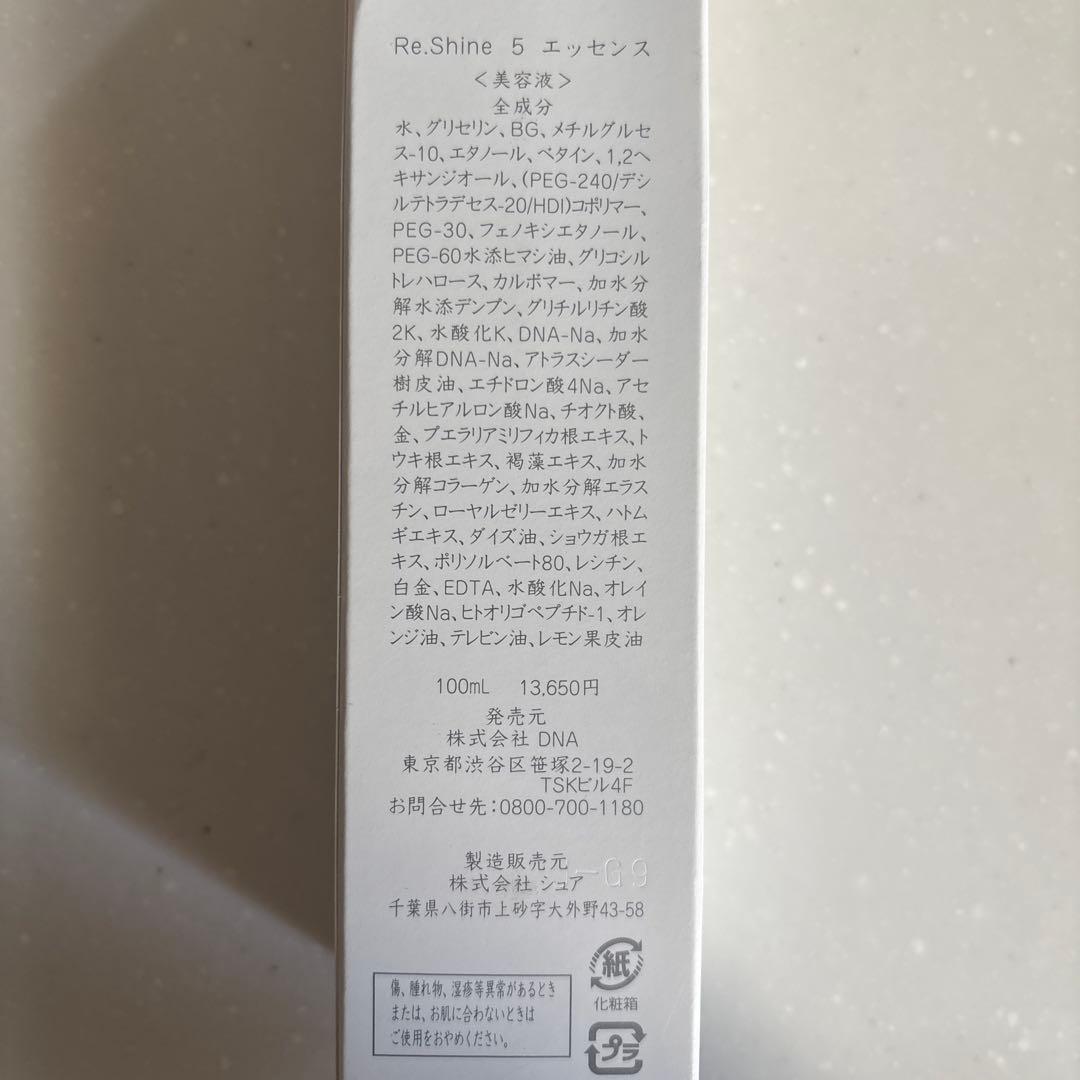 Re.Shine 5 エッセンス
<美容液>
全成分
水、グリセリン、BG、メチルグルセ
ス-10、エタノール、ベタイン、1,2ヘ
キサンジオール、(PEG-240/デシ
ルテトラデセス-20/HDI)コポリマー、
PEG-30、フェノキシエタノール、
PEG-60水添ヒマシ油、グリコシル
トレハロース、カルボマー、加水分
解水添デンプン、グリチルリチン酸
2K、水酸化K、DNA-Na、加水
分解DNA-Na、アトラスシーダー
樹皮油、エチドロン酸4Na、アセ
チルヒアルロン酸Na、チオクト酸、
金、プエラリアミリフィカ根エキス、ト
ウキ根エキス、褐藻エキス、加水
分解コラーゲン、加水分解エラス
チン、ローヤルゼリーエキス、ハトム
ギエキス、ダイズ油、ショウガ根エ
キス、ポリソルベート80、レシチン、
白金、EDTA、水酸化Na、オレイ
ン酸Na、ヒトオリゴペプチド-1、オレ
ンジ油、テレビン油、レモン果皮油
100mL 13,650円
発売元
株式会社 DNA
東京都渋谷区笹塚2-19-2
TSKビル4F
お問合せ先：0800-700-1180
製造販売元
株式会社 シュア
千葉県八街市上砂字大外野43-58
-G9
紙
化粧箱
プラ
傷、腫れ物、湿疹等異常があるとき
または、お肌に合わないときは
ご使用をおやめください。